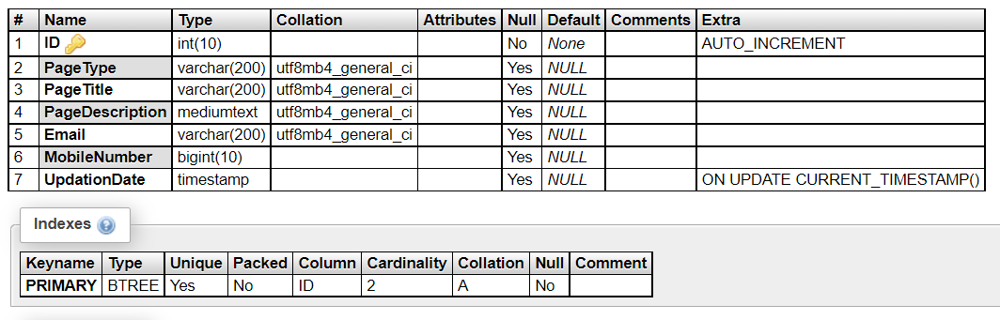 # Name Type Collation Attributes Null Default Comments Extra
1 ID int(10) No None AUTO_INCREMENT
2 PageType varchar(200) utf8mb4_general_ci Yes NULL
3 PageTitle varchar(200) utf8mb4_general_ci Yes NULL
4 PageDescription mediumtext utf8mb4_general_ci Yes NULL
5 Email varchar(200) utf8mb4_general_ci Yes NULL
6 MobileNumber bigint(10) Yes NULL
7 UpdationDate timestamp Yes NULL ON UPDATE CURRENT_TIMESTAMP()
Indexes ?
Keyname Type Unique Packed Column Cardinality Collation Null Comment
PRIMARY BTREE Yes No ID 2 A No